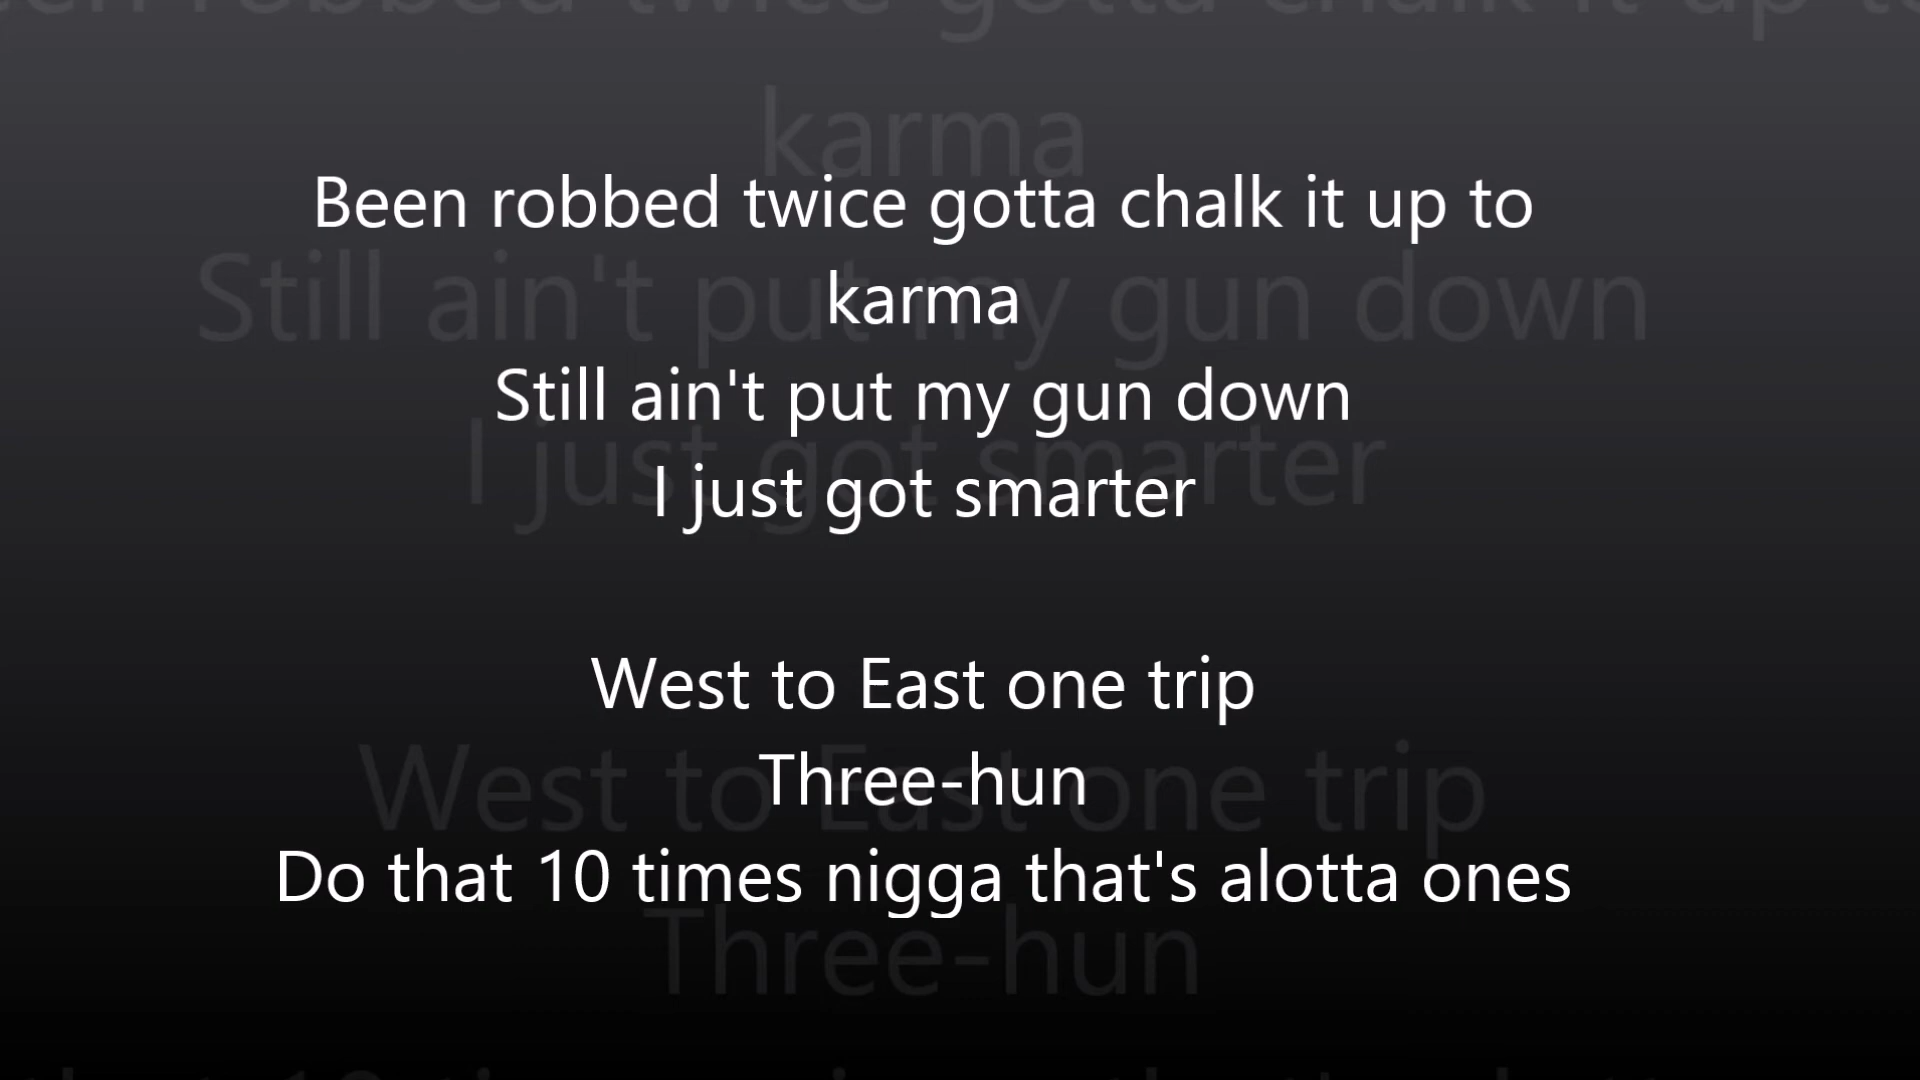 Been robbed twice gotta chalk it up to
karma
Still ain't put my gun down
I just got smarter
West to East one trip
Three-hun
Do that 10 times nigga that's alotta ones